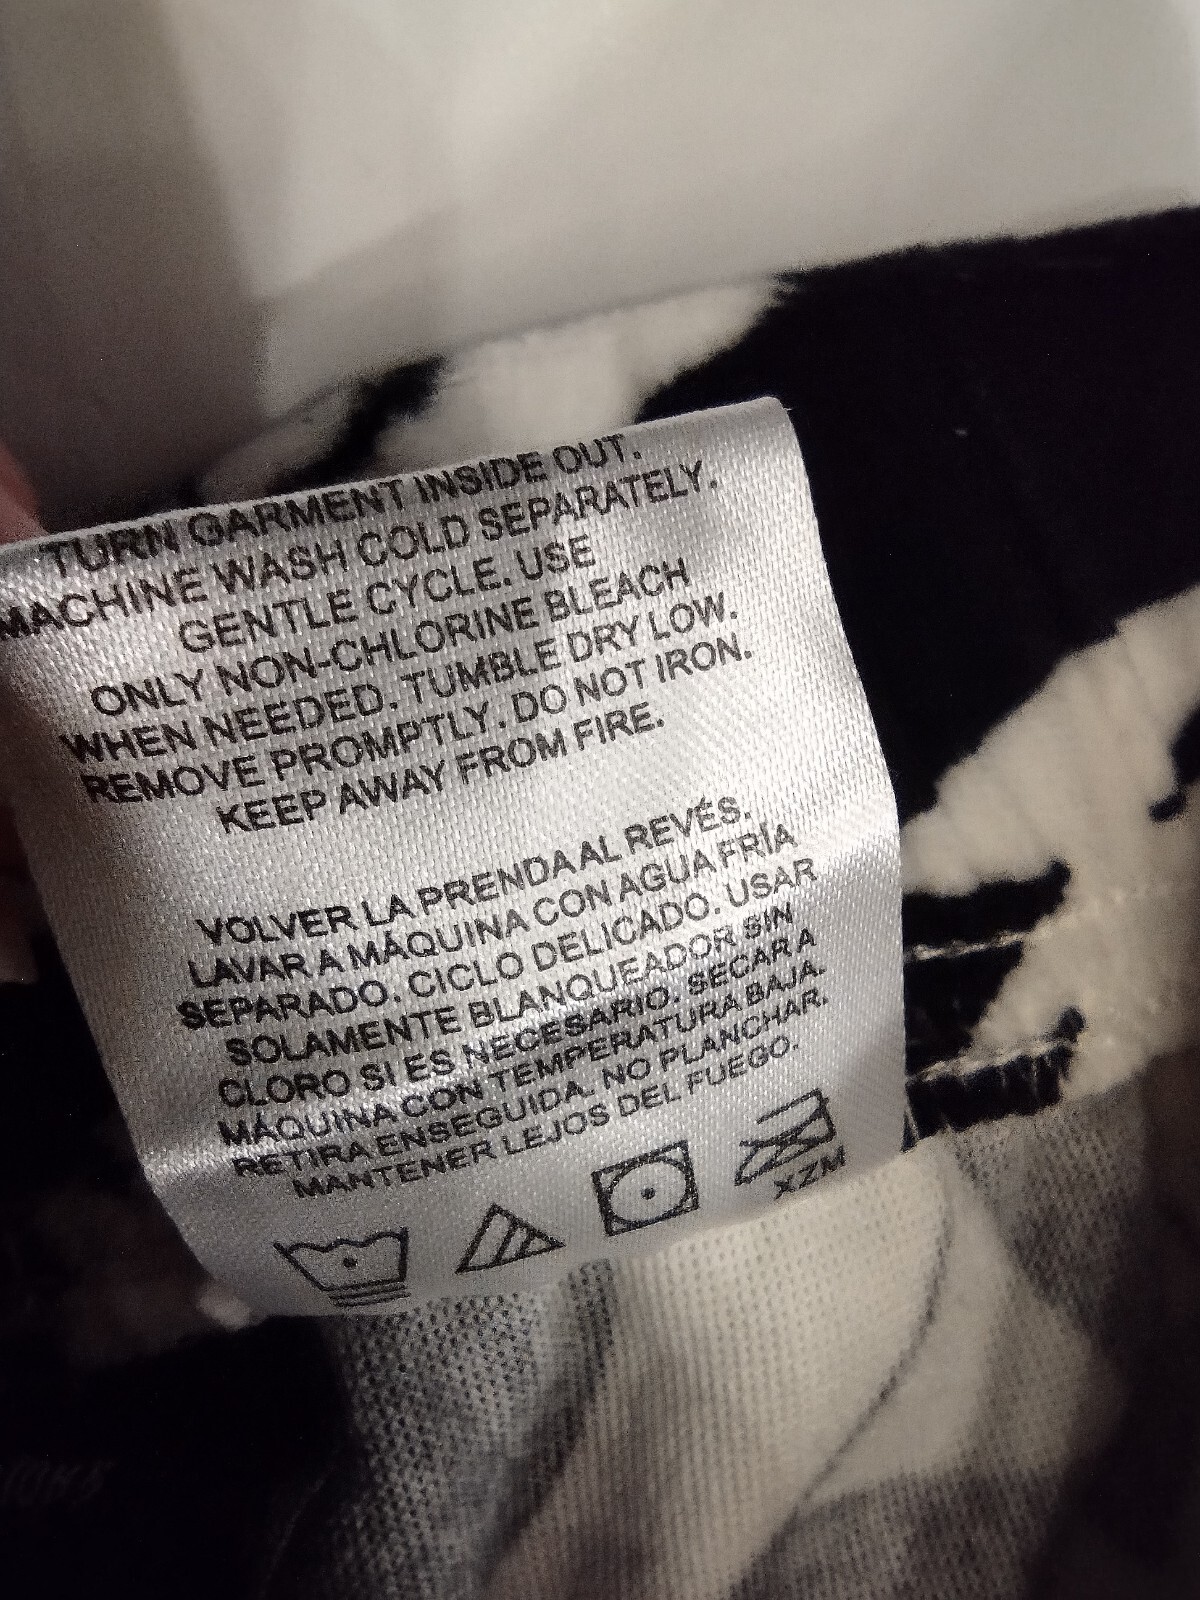 TURN GARMENT INSIDE OUT.
MACHINE WASH COLD SEPARATELY.
GENTLE CYCLE. USE
ONLY NON-CHLORINE BLEACH
WHEN NEEDED. TUMBLE DRY LOW.
REMOVE PROMPTLY. DO NOT IRON.
KEEP AWAY FROM FIRE.
VOLVER LA PRENDA AL REVÉS.
LAVAR A MÁQUINA CON AGUA FRÍA
SEPARADO. CICLO DELICADO. USAR
SOLAMENTE BLANQUEADOR SIN
CLORO SI ES NECESARIO. SECAR A
MÁQUINA CON TEMPERATURA BAJA.
RETIRA ENSEGUIDA. NO PLANCHAR.
MANTENER LEJOS DEL FUEGO.
XZM